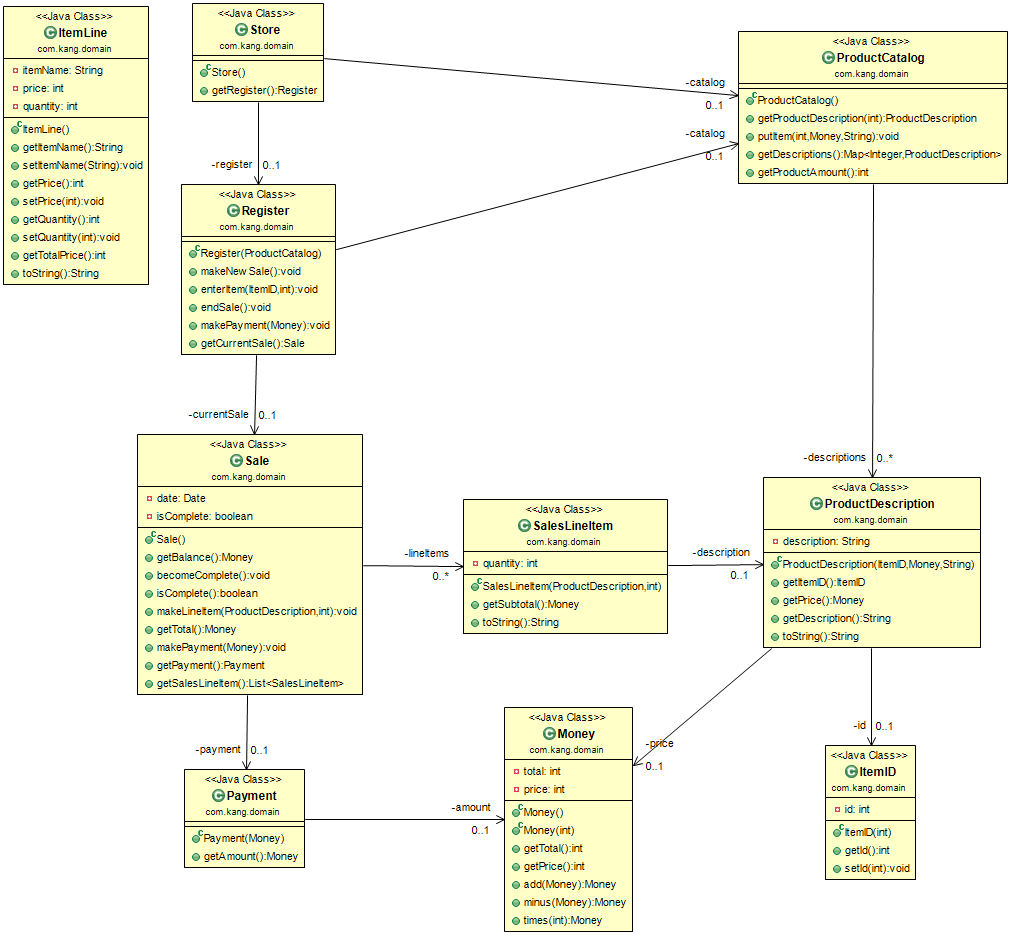 <<Java Class>>
ItemLine
com.kang.domain
itemName: String
price: int
quantity: int
ItemLine()
getItemName():String
setItemName(String):void
getPrice():int
setPrice(int):void
getQuantity():int
setQuantity(int):void
getTotalPrice():int
toString():String
<<Java Class>>
Store
com.kang.domain
Store()
getRegister():Register
-catalog
0..1
<<Java Class>>
ProductCatalog
com.kang.domain
ProductCatalog()
getProductDescription(int):ProductDescription
putItem(int,Money,String):void
getDescriptions():Map<Integer,ProductDescription>
getProductAmount():int
-catalog
0..1
-register 0..1
<<Java Class>>
Register
com.kang.domain
Register(ProductCatalog)
makeNewSale():void
enterItem(ItemID,int):void
endSale():void
makePayment(Money):void
getCurrentSale():Sale
-currentSale 0..1
-descriptions 0..*
<<Java Class>>
Sale
com.kang.domain
date: Date
isComplete: boolean
Sale()
getBalance():Money
becomeComplete():void
isComplete():boolean
makeLineItem(ProductDescription,int):void
getTotal():Money
makePayment(Money):void
getPayment():Payment
getSalesLineItem():List<SalesLineItem>
-lineItems
0..*
<<Java Class>>
SalesLineItem
com.kang.domain
quantity: int
SalesLineItem(ProductDescription,int)
getSubtotal():Money
toString():String
-description
0..1
<<Java Class>>
ProductDescription
com.kang.domain
description: String
ProductDescription(ItemID,Money,String)
getItemID():ItemID
getPrice():Money
getDescription():String
toString():String
-payment 0..1
<<Java Class>>
Payment
com.kang.domain
Payment(Money)
getAmount():Money
-amount
0..1
<<Java Class>>
Money
com.kang.domain
total: int
price: int
Money()
Money(int)
getTotal():int
getPrice():int
add(Money):Money
minus(Money):Money
times(int):Money
-price
0..1
-id 0..1
<<Java Class>>
ItemID
com.kang.domain
id: int
ItemID(int)
getId():int
setId(int):void